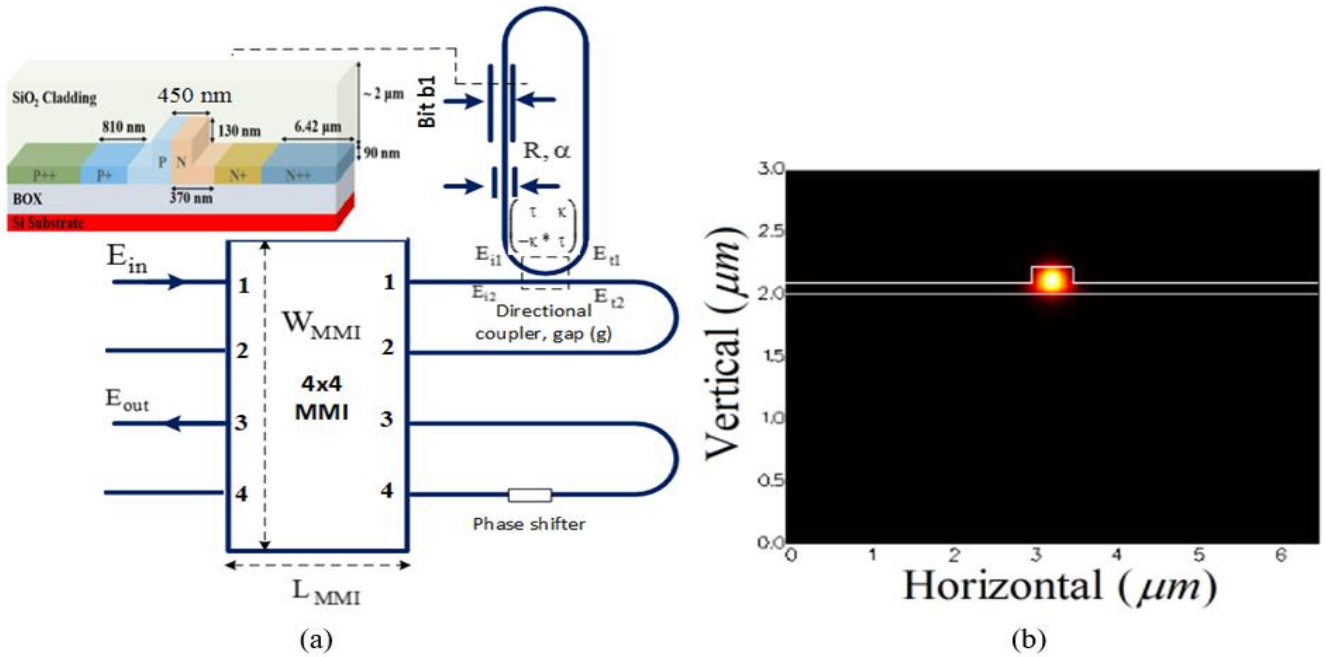 SiO₂ Cladding
450 nm
~ 2 μm
810 nm
130 nm
6.42 μm
90 nm
P++
P+
P
N
N+
N++
BOX
370 nm
Si Substrate
Bit b1
R, α
τ κ
−κ* τ
E_i1
E_t1
E_i2
E_t2
Directional
coupler, gap (g)
E_in
1
2
E_out
3
4
W_MMI
4x4
MMI
1
2
3
4
Phase shifter
L_MMI
(a)
Vertical (μm)
3.0
2.5
2.0
1.5
1.0
0.5
0.0
0
1
2
3
4
5
6
Horizontal (μm)
(b)